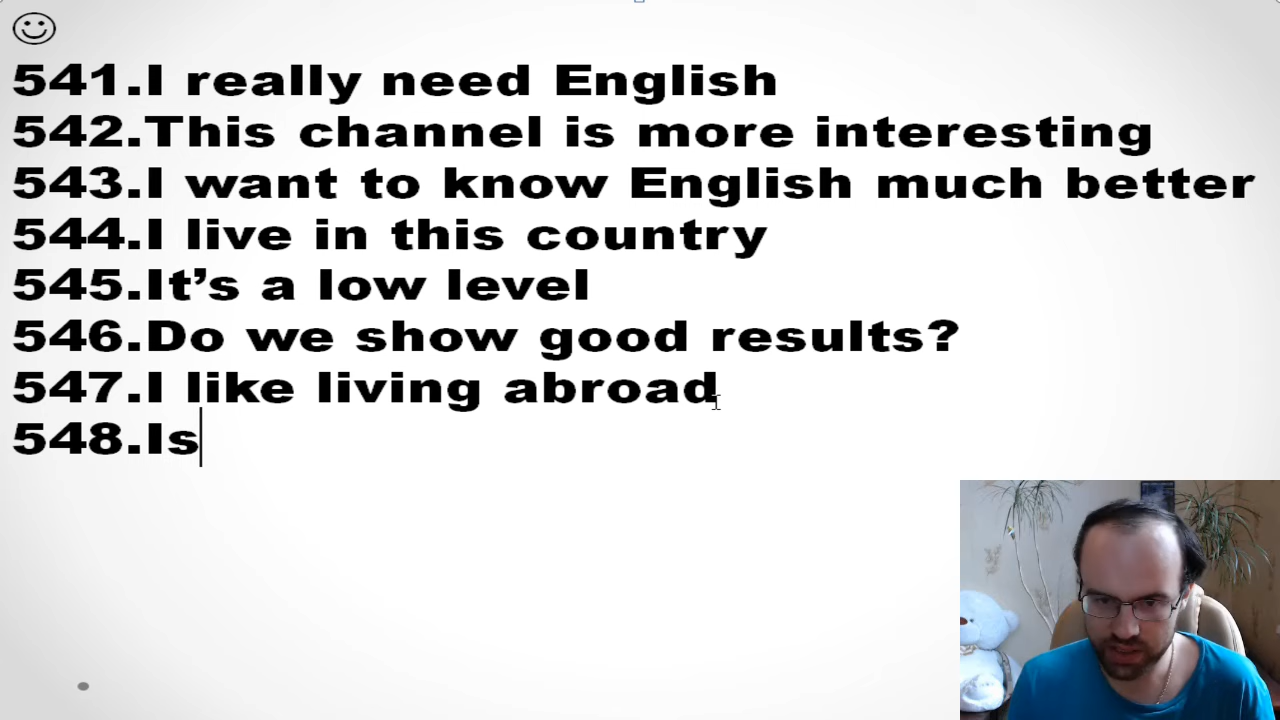 541.I really need English
542.This channel is more interesting
543.I want to know English much better
544.I live in this country
545.It’s a low level
546.Do we show good results?
547.I like living abroad
548.Is